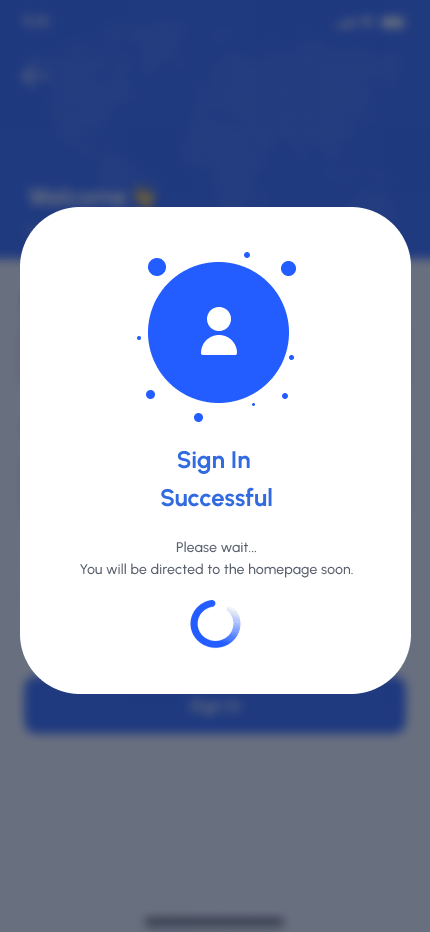 Welcome 👋
Sign In
Successful
Please wait...
You will be directed to the homepage soon.
Sign In